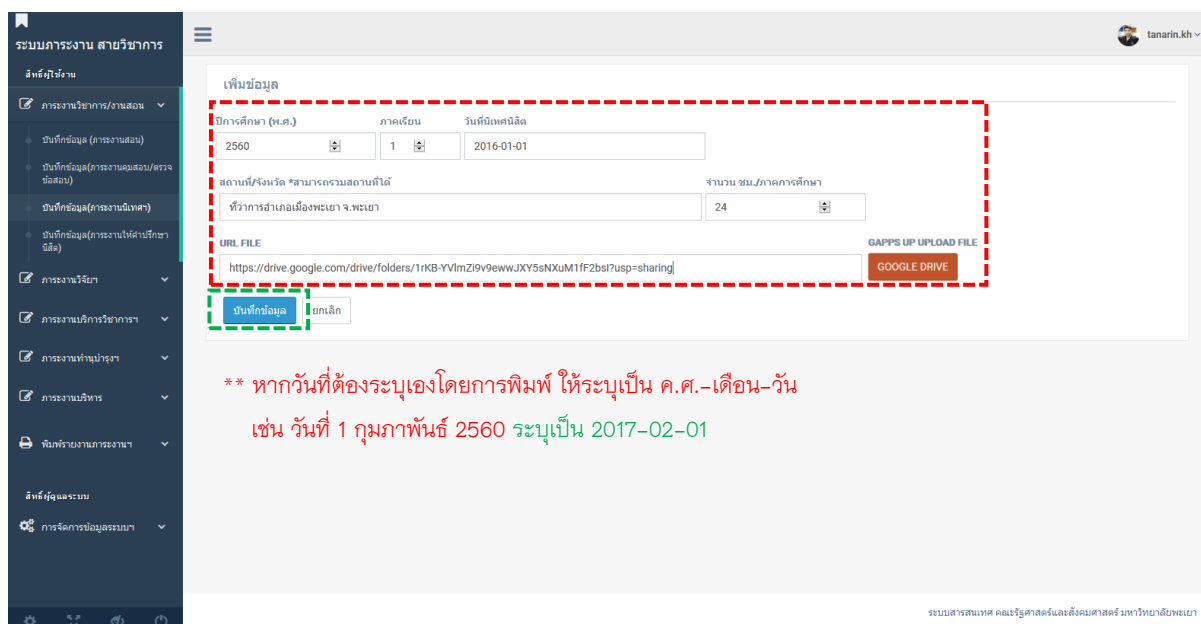 ระบบภาระงาน สายวิชาการ
tanarin.kh
สิทธิ์ผู้ใช้งาน
ภาระงานวิชาการ/งานสอน
บันทึกข้อมูล (ภาระงานสอน)
บันทึกข้อมูล(ภาระงานคุมสอบ/ตรวจ
ข้อสอบ)
บันทึกข้อมูล(ภาระงานนิเทศฯ)
บันทึกข้อมูล(ภาระงานให้คำปรึกษา
นิสิต)
ภาระงานวิจัยฯ
ภาระงานบริการวิชาการฯ
ภาระงานทำนุบำรุงฯ
ภาระงานบริหาร
พิมพ์รายงานภาระงานฯ
สิทธิ์ผู้ดูแลระบบ
การจัดการข้อมูลระบบฯ
เพิ่มข้อมูล
ปีการศึกษา (พ.ศ.) ภาคเรียน วันที่นิเทศนิสิต
2560 1 2016-01-01
สถานที่/จังหวัด *สามารถรวมสถานที่ได้ จำนวน ชม./ภาคการศึกษา
ที่ว่าการอำเภอเมืองพะเยา จ.พะเยา 24
URL FILE GAPPS UP UPLOAD FILE
https://drive.google.com/drive/folders/1rKB-YVlmZi9v9ewwJXY5sNXuM1fF2bsI?usp=sharing GOOGLE DRIVE
บันทึกข้อมูล ยกเลิก
** หากวันที่ต้องระบุเองโดยการพิมพ์ ให้ระบุเป็น ค.ศ.-เดือน-วัน
เช่น วันที่ 1 กุมภาพันธ์ 2560 ระบุเป็น 2017-02-01
ระบบสารสนเทศ คณะรัฐศาสตร์และสังคมศาสตร์ มหาวิทยาลัยพะเยา